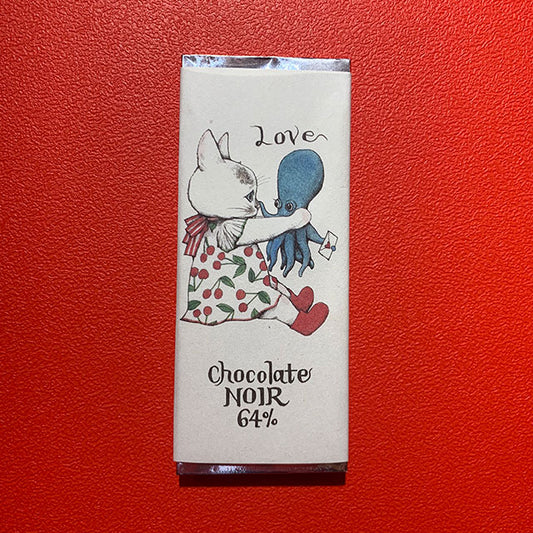 Love
Chocolate
NOIR
64%